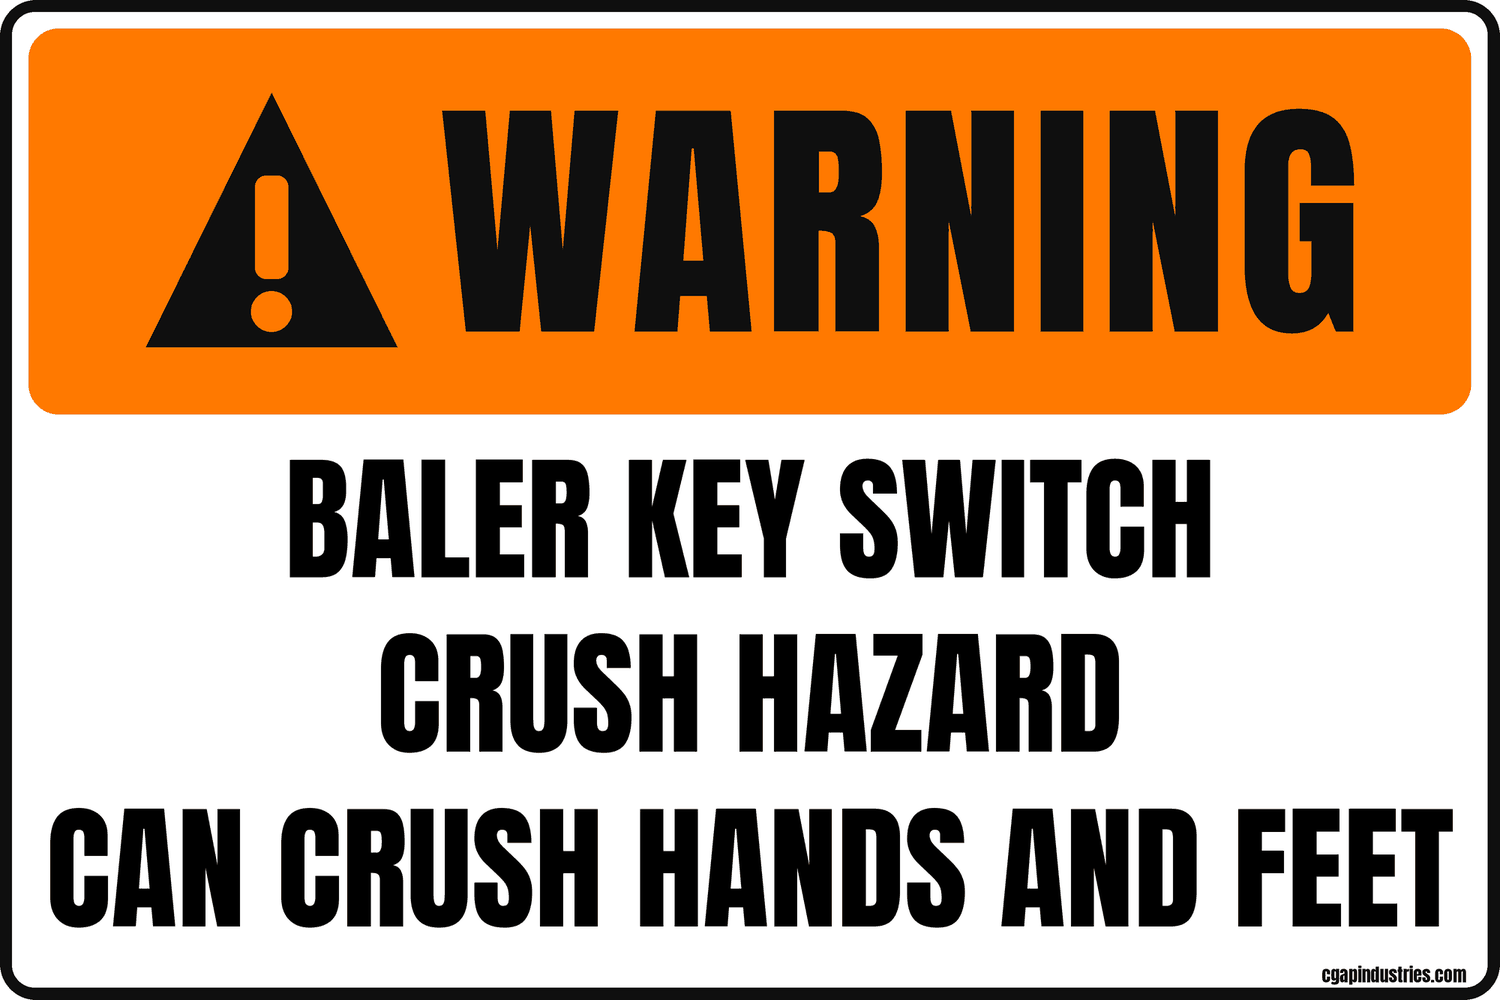 WARNING
BALER KEY SWITCH
CRUSH HAZARD
CAN CRUSH HANDS AND FEET
cgapindustries.com